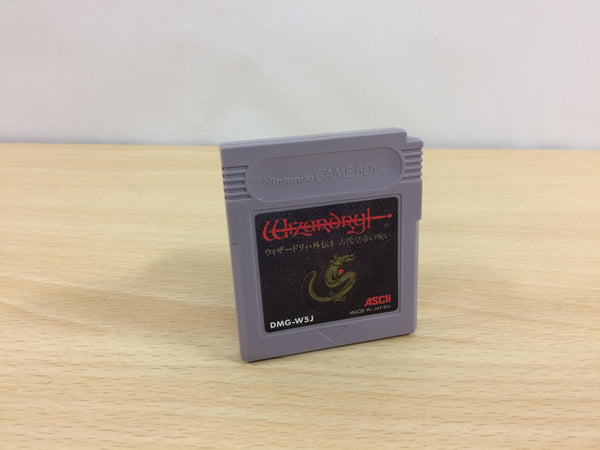 Nintendo GAME BOY™
Wizardry
ウィザードリィ・外伝II 古代皇帝の呪い
ASCII
DMG-W5J
MADE IN JAPAN